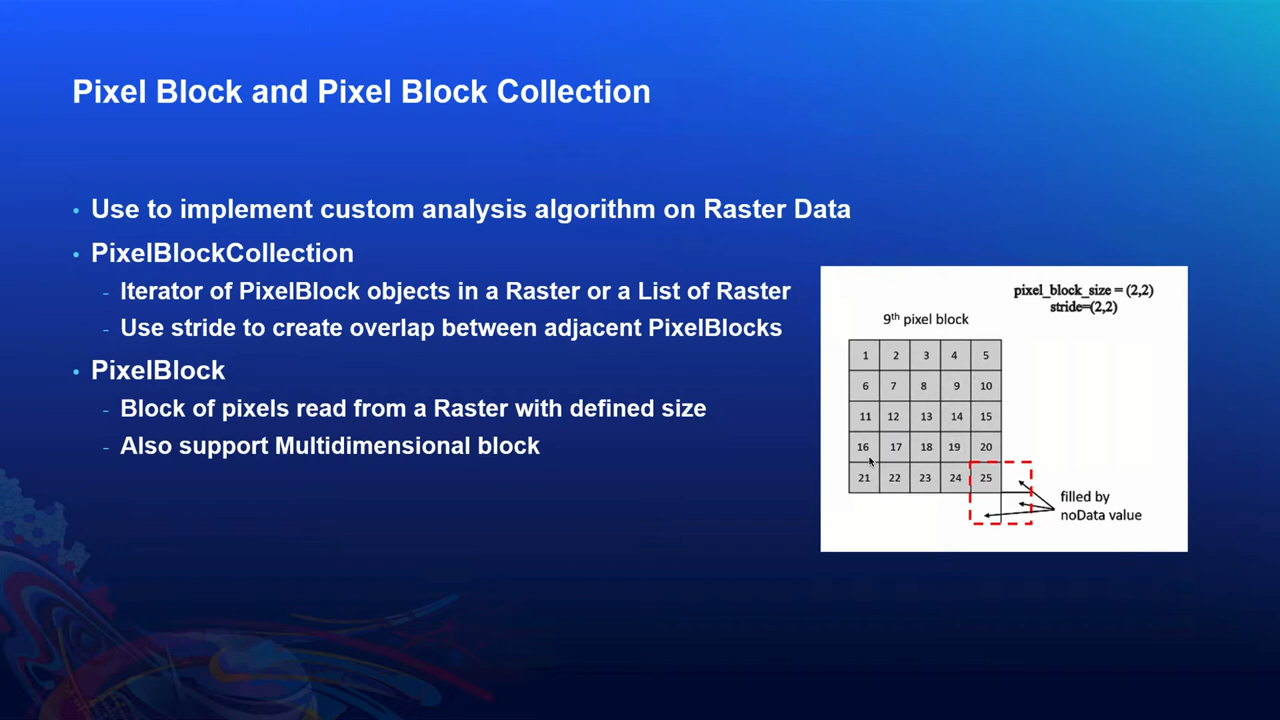 Pixel Block and Pixel Block Collection
• Use to implement custom analysis algorithm on Raster Data
• PixelBlockCollection
- Iterator of PixelBlock objects in a Raster or a List of Raster
- Use stride to create overlap between adjacent PixelBlocks
• PixelBlock
- Block of pixels read from a Raster with defined size
- Also support Multidimensional block
pixel_block_size = (2,2)
stride=(2,2)
9th pixel block
1 2 3 4 5
6 7 8 9 10
11 12 13 14 15
16 17 18 19 20
21 22 23 24 25
filled by
noData value